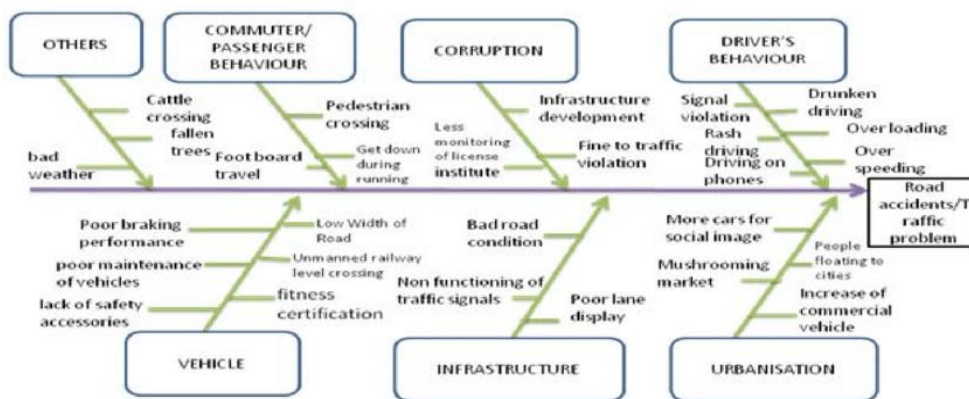 OTHERS
COMMUTER/
PASSENGER
BEHAVIOUR
CORRUPTION
DRIVER'S
BEHAVIOUR
Cattle
crossing
fallen
trees
bad
weather
Pedestrian
crossing
Foot board
travel
Get down
during
running
Infrastructure
development
Less
monitoring
of license
institute
Fine to traffic
violation
Signal
violation
Rash
driving
Driving on
phones
Drunken
driving
Over loading
Over
speeding
Road
accidents/T
raffic
problem
Poor braking
performance
poor maintenance
of vehicles
lack of safety
accessories
Low Width of
Road
Unmanned railway
level crossing
fitness
certification
Bad road
condition
Non functioning of
traffic signals
Poor lane
display
More cars for
social image
Mushrooming
market
People
floating to
cities
Increase of
commercial
vehicle
VEHICLE
INFRASTRUCTURE
URBANISATION